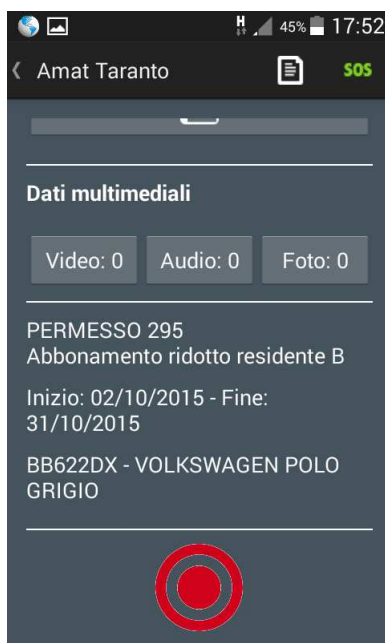 H 45% 17:52
Amat Taranto SOS
Dati multimediali
Video: 0 Audio: 0 Foto: 0
PERMESSO 295
Abbonamento ridotto residente B
Inizio: 02/10/2015 - Fine:
31/10/2015
BB622DX - VOLKSWAGEN POLO
GRIGIO